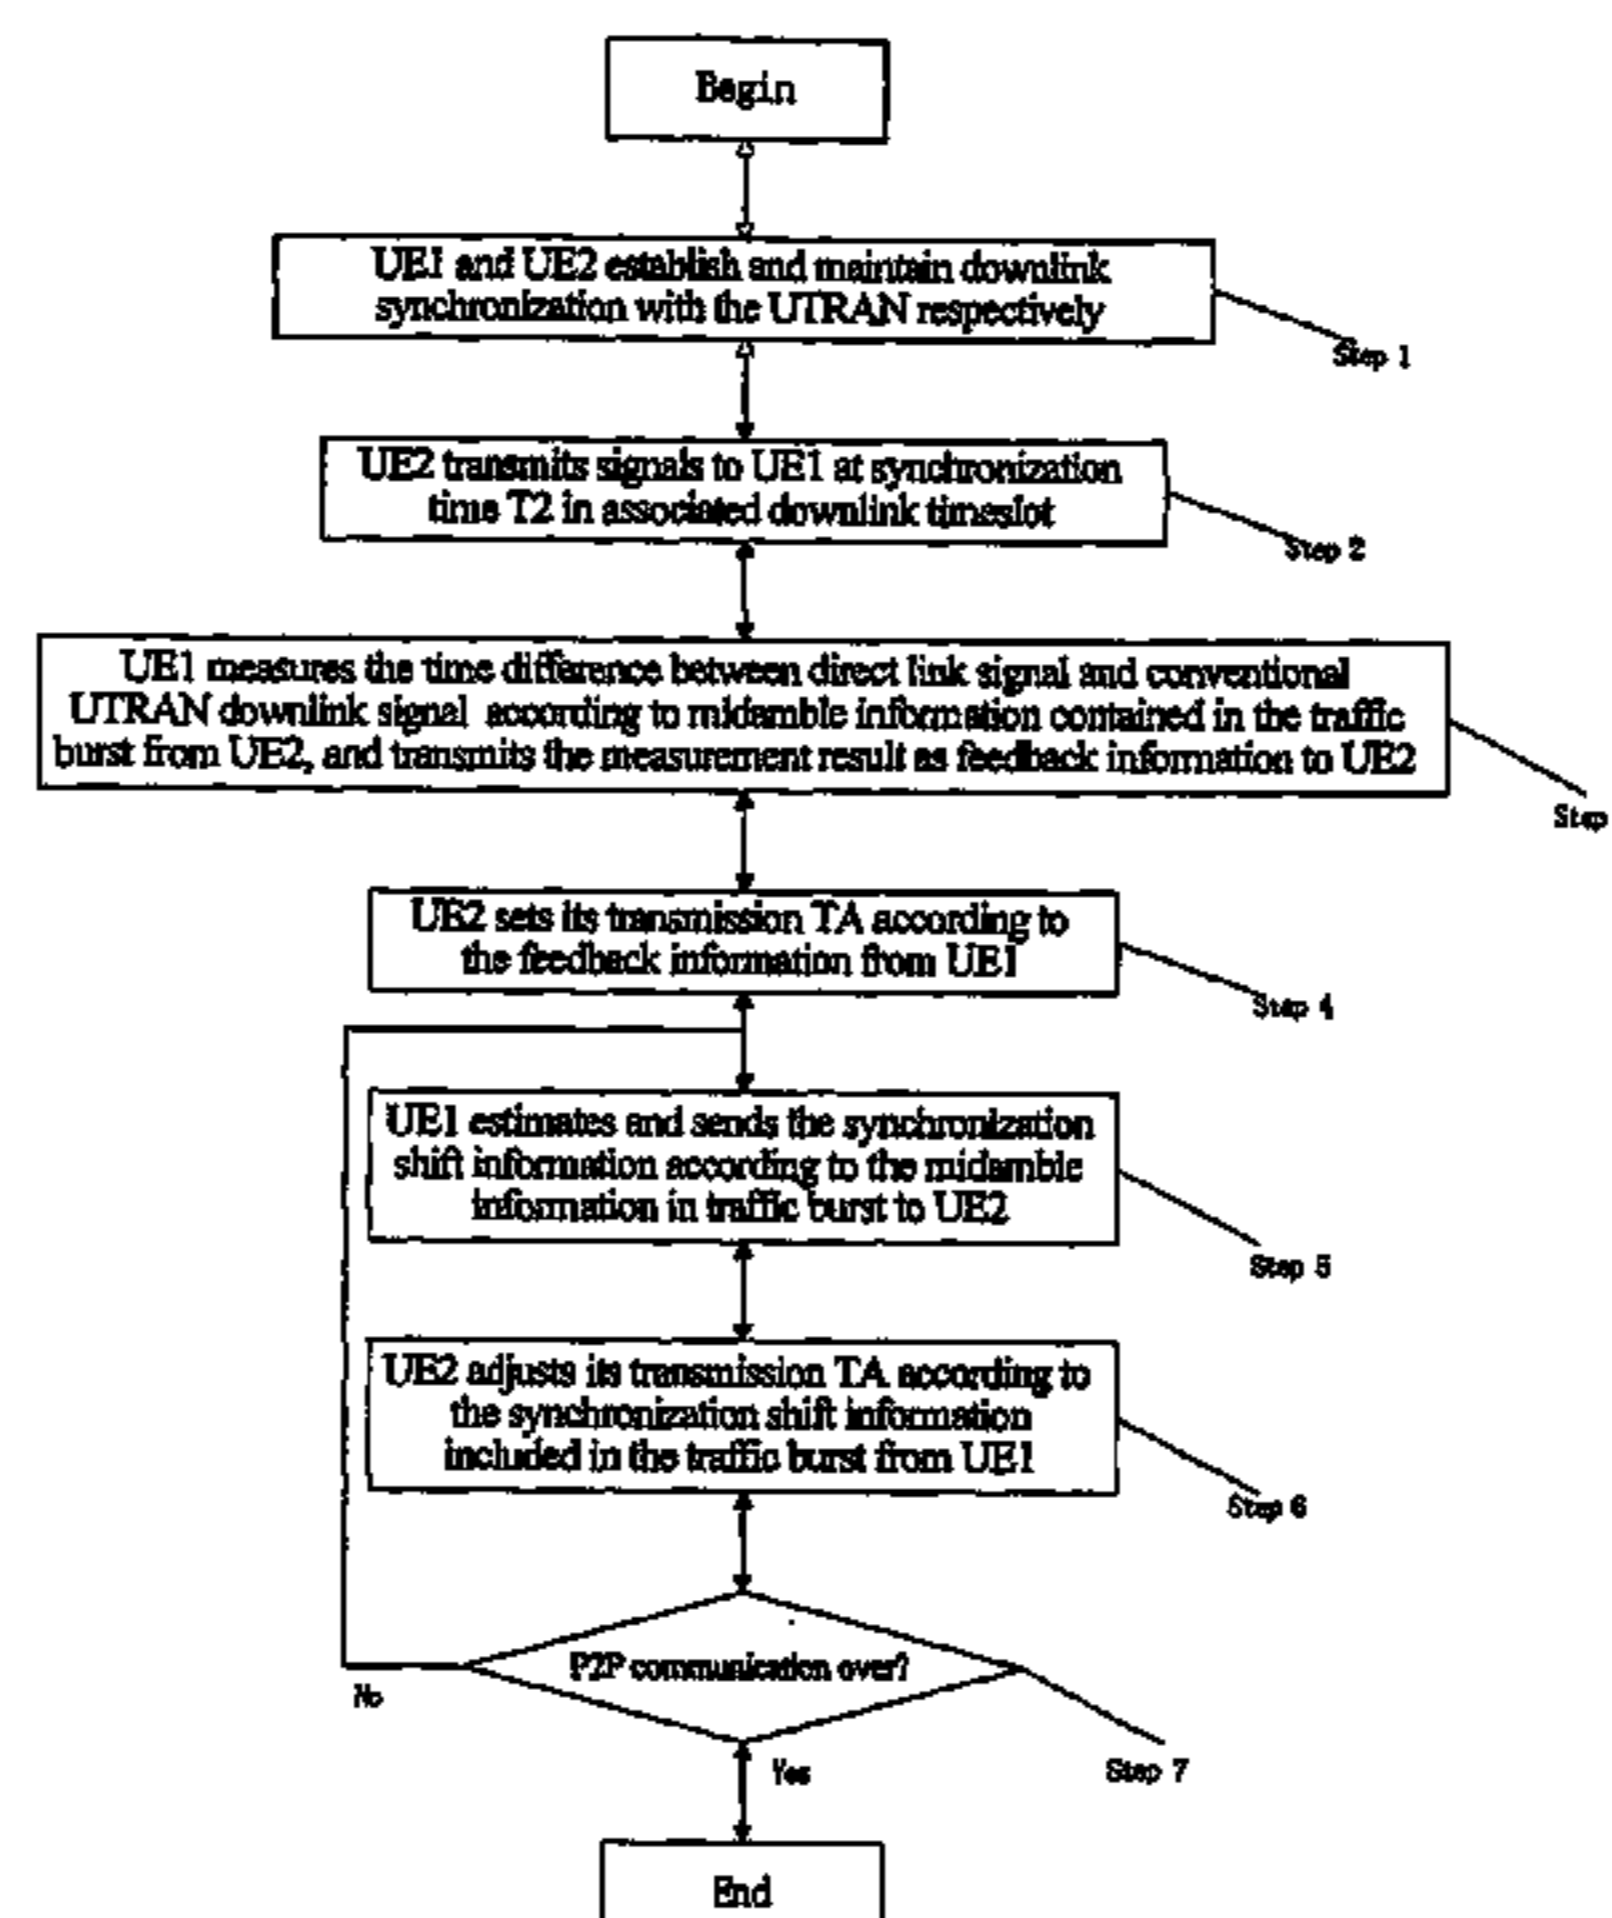 Begin
UE1 and UE2 establish and maintain downlink
synchronization with the UTRAN respectively
Step 1
UE2 transmits signals to UE1 at synchronization
time T2 in associated downlink timeslot
Step 2
UE1 measures the time difference between direct link signal and conventional
UTRAN downlink signal according to midamble information contained in the traffic
burst from UE2, and transmits the measurement result as feedback information to UE2
Step
UE2 sets its transmission TA according to
the feedback information from UE1
Step 4
UE1 estimates and sends the synchronization
shift information according to the midamble
information in traffic burst to UE2
Step 5
UE2 adjusts its transmission TA according to
the synchronization shift information
included in the traffic burst from UE1
Step 6
P2P communication over?
No
Yes
Step 7
End